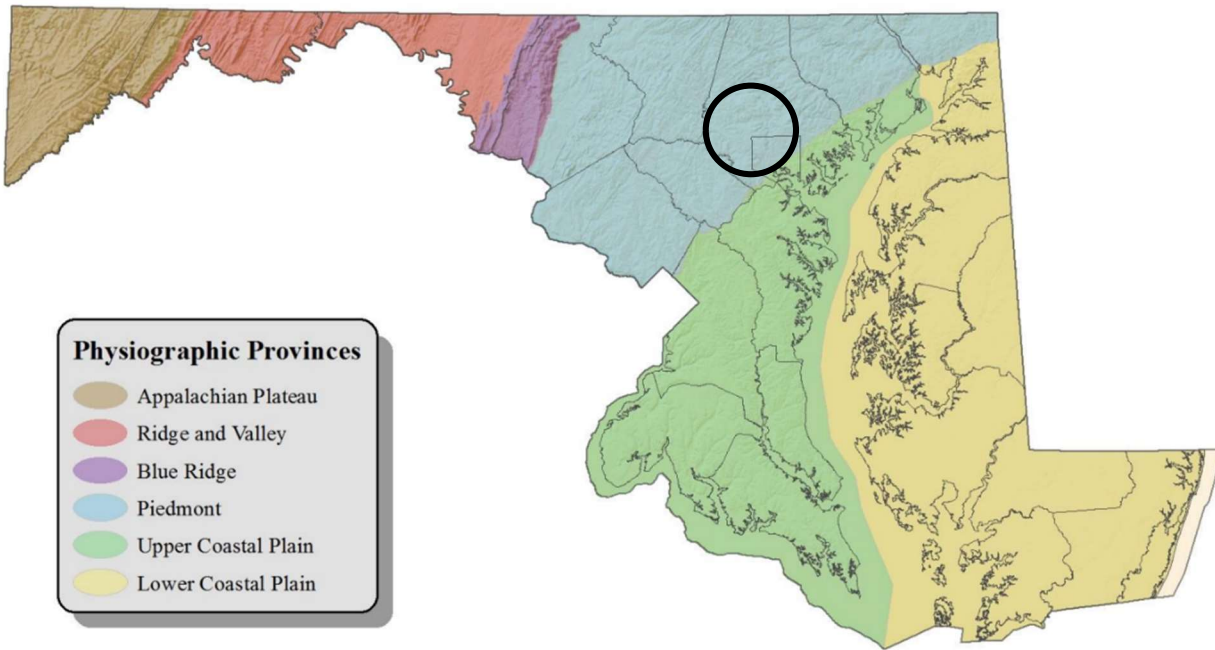 Physiographic Provinces
Appalachian Plateau
Ridge and Valley
Blue Ridge
Piedmont
Upper Coastal Plain
Lower Coastal Plain